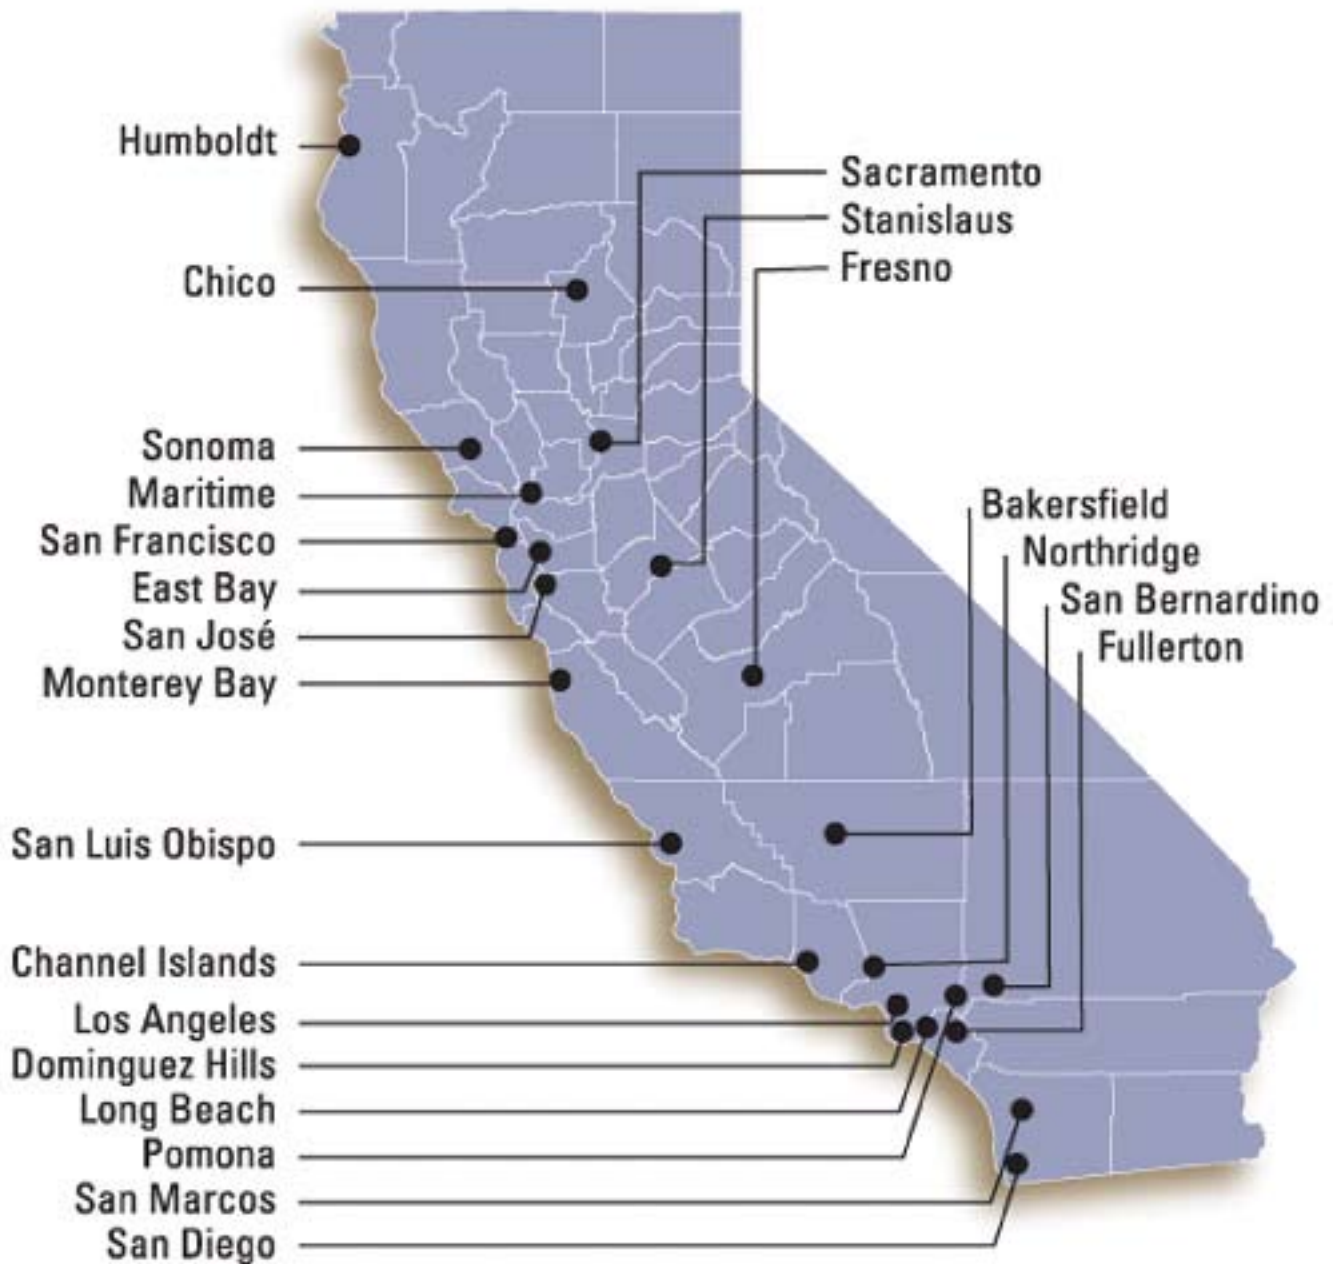 Humboldt
Chico
Sonoma
Maritime
San Francisco
East Bay
San José
Monterey Bay
San Luis Obispo
Channel Islands
Los Angeles
Dominguez Hills
Long Beach
Pomona
San Marcos
San Diego
Sacramento
Stanislaus
Fresno
Bakersfield
Northridge
San Bernardino
Fullerton